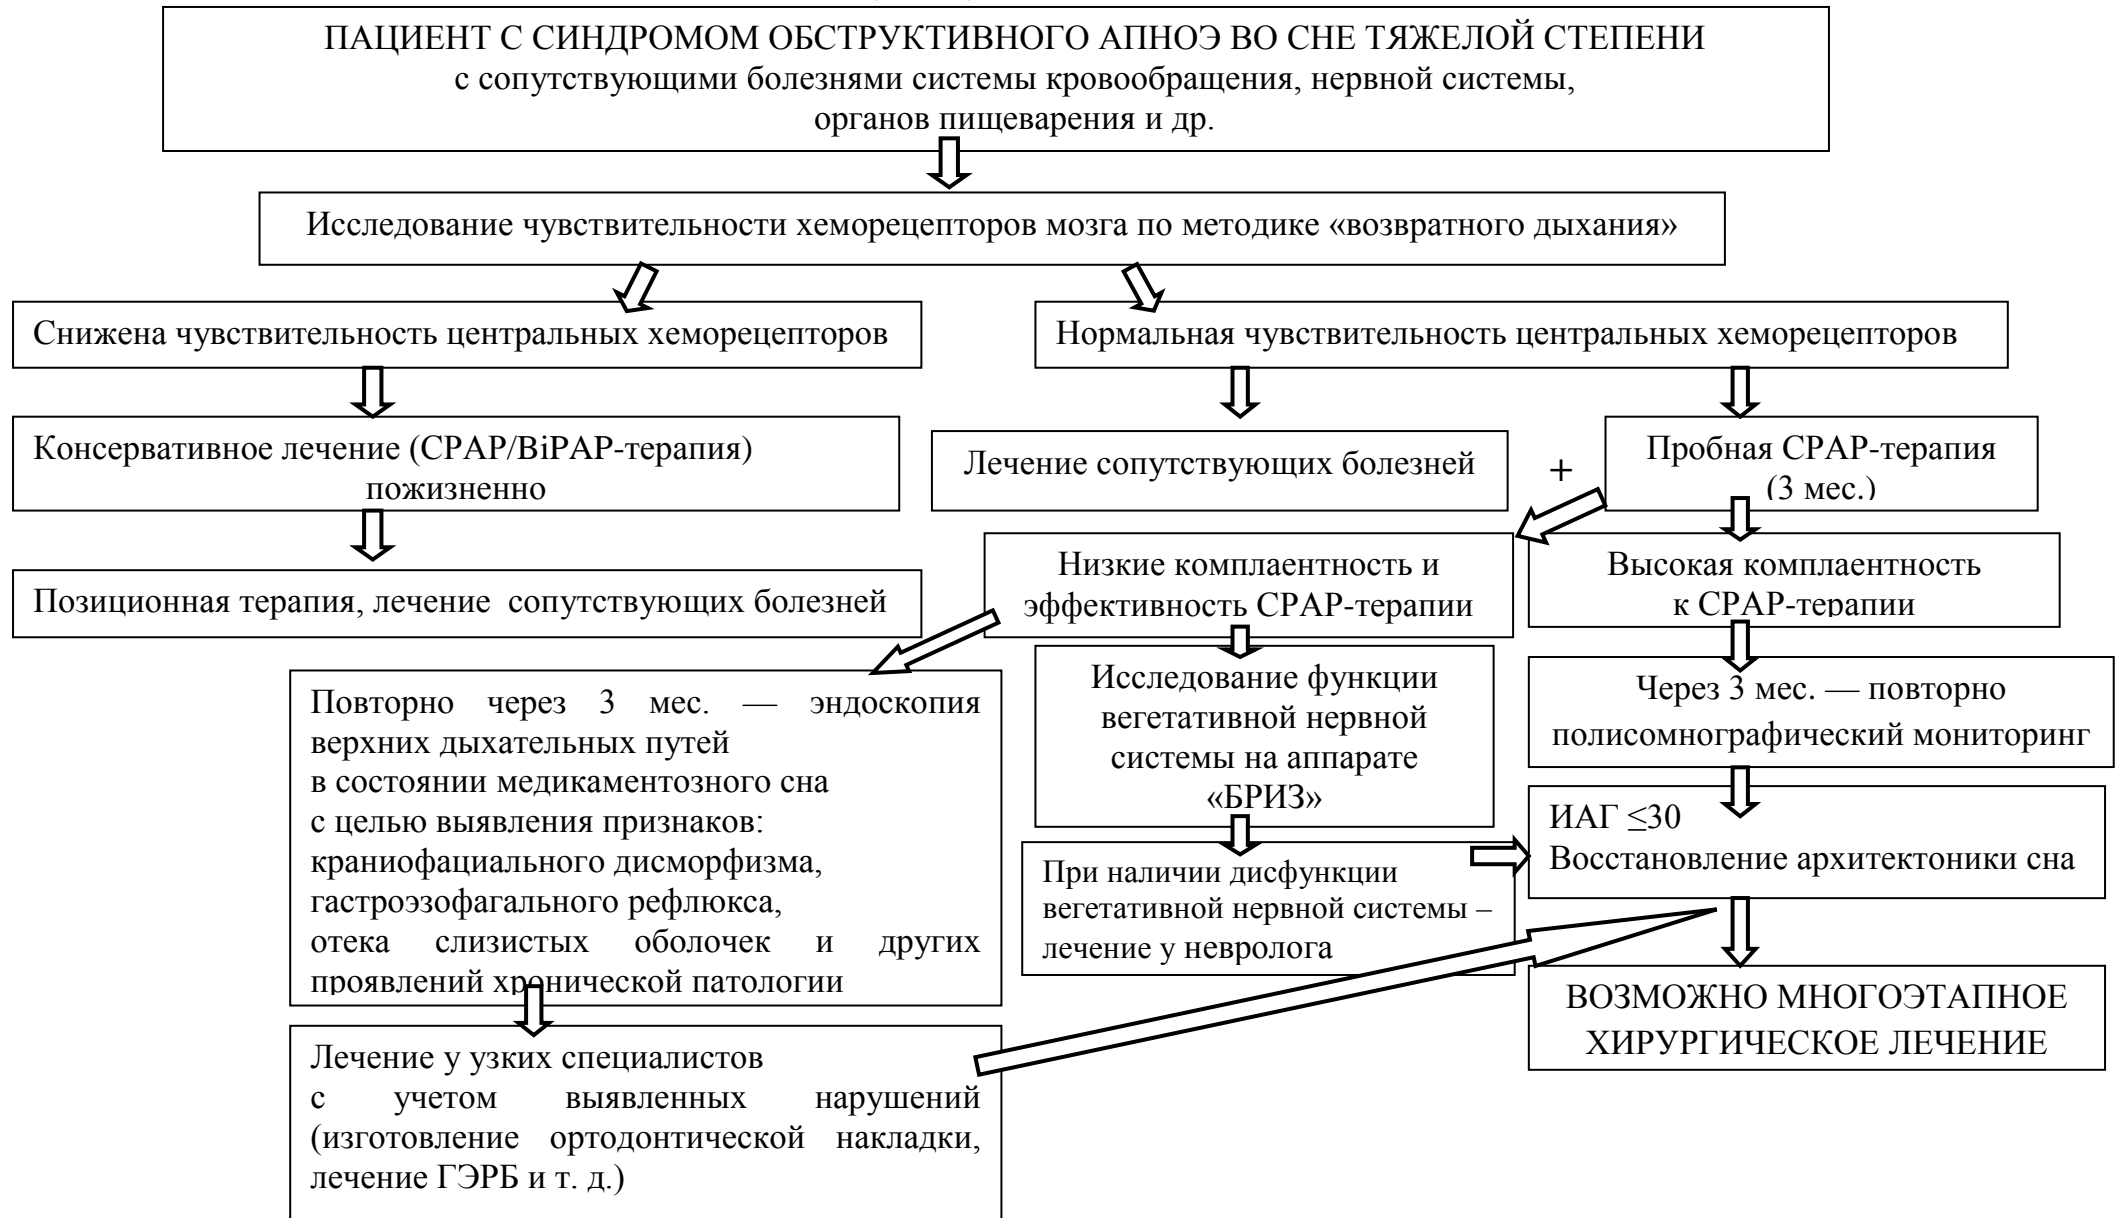 ПАЦИЕНТ С СИНДРОМОМ ОБСТРУКТИВНОГО АПНОЭ ВО СНЕ ТЯЖЕЛОЙ СТЕПЕНИ
с сопутствующими болезнями системы кровообращения, нервной системы,
органов пищеварения и др.
Исследование чувствительности хеморецепторов мозга по методике «возвратного дыхания»
Снижена чувствительность центральных хеморецепторов
Нормальная чувствительность центральных хеморецепторов
Консервативное лечение (CPAP/BiPAP-терапия)
пожизненно
Лечение сопутствующих болезней
+
Пробная CPAP-терапия
(3 мес.)
Позиционная терапия, лечение сопутствующих болезней
Низкие комплаентность и
эффективность CPAP-терапии
Высокая комплаентность
к CPAP-терапии
Повторно через 3 мес. — эндоскопия
верхних дыхательных путей
в состоянии медикаментозного сна
с целью выявления признаков:
краниофациального дисморфизма,
гастроэзофагального рефлюкса,
отека слизистых оболочек и других
проявлений хронической патологии
Исследование функции
вегетативной нервной
системы на аппарате
«БРИЗ»
Через 3 мес. — повторно
полисомнографический мониторинг
При наличии дисфункции
вегетативной нервной системы –
лечение у невролога
ИАГ ≤30
Восстановление архитектоники сна
Лечение у узких специалистов
с учетом выявленных нарушений
(изготовление ортодонтической накладки,
лечение ГЭРБ и т. д.)
ВОЗМОЖНО МНОГОЭТАПНОЕ
ХИРУРГИЧЕСКОЕ ЛЕЧЕНИЕ